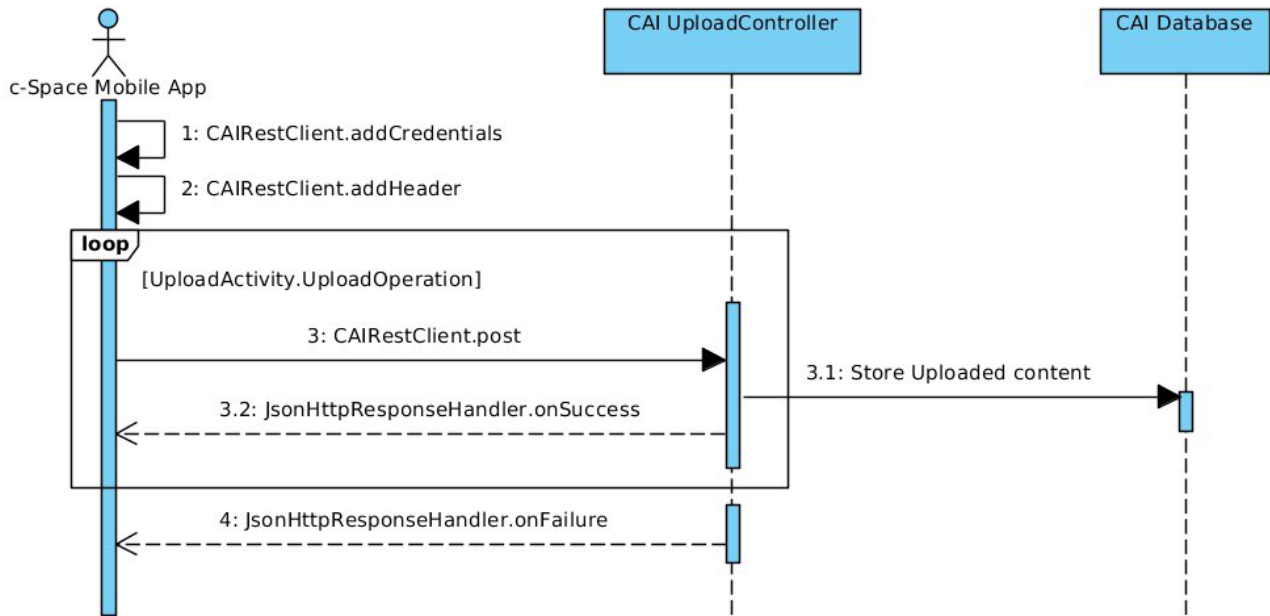 CAI UploadController
CAI Database
c-Space Mobile App
1: CAIRestClient.addCredentials
2: CAIRestClient.addHeader
loop
[UploadActivity.UploadOperation]
3: CAIRestClient.post
3.1: Store Uploaded content
3.2: JsonHttpResponseHandler.onSuccess
4: JsonHttpResponseHandler.onFailure